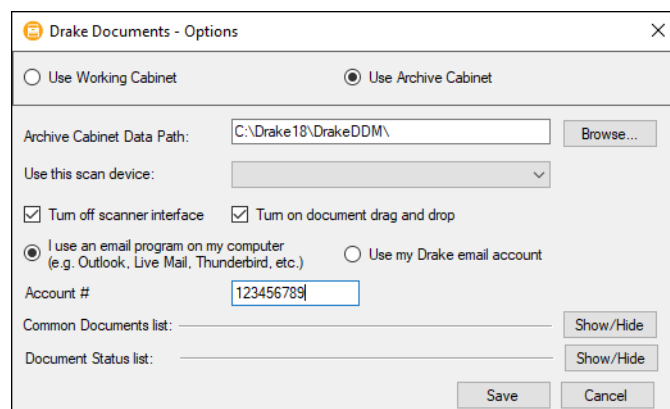 Drake Documents - Options
Use Working Cabinet Use Archive Cabinet
Archive Cabinet Data Path: C:\Drake18\DrakeDDM\ Browse...
Use this scan device:
Turn off scanner interface Turn on document drag and drop
I use an email program on my computer
(e.g. Outlook, Live Mail, Thunderbird, etc.) Use my Drake email account
Account # 123456789
Common Documents list: Show/Hide
Document Status list: Show/Hide
Save Cancel